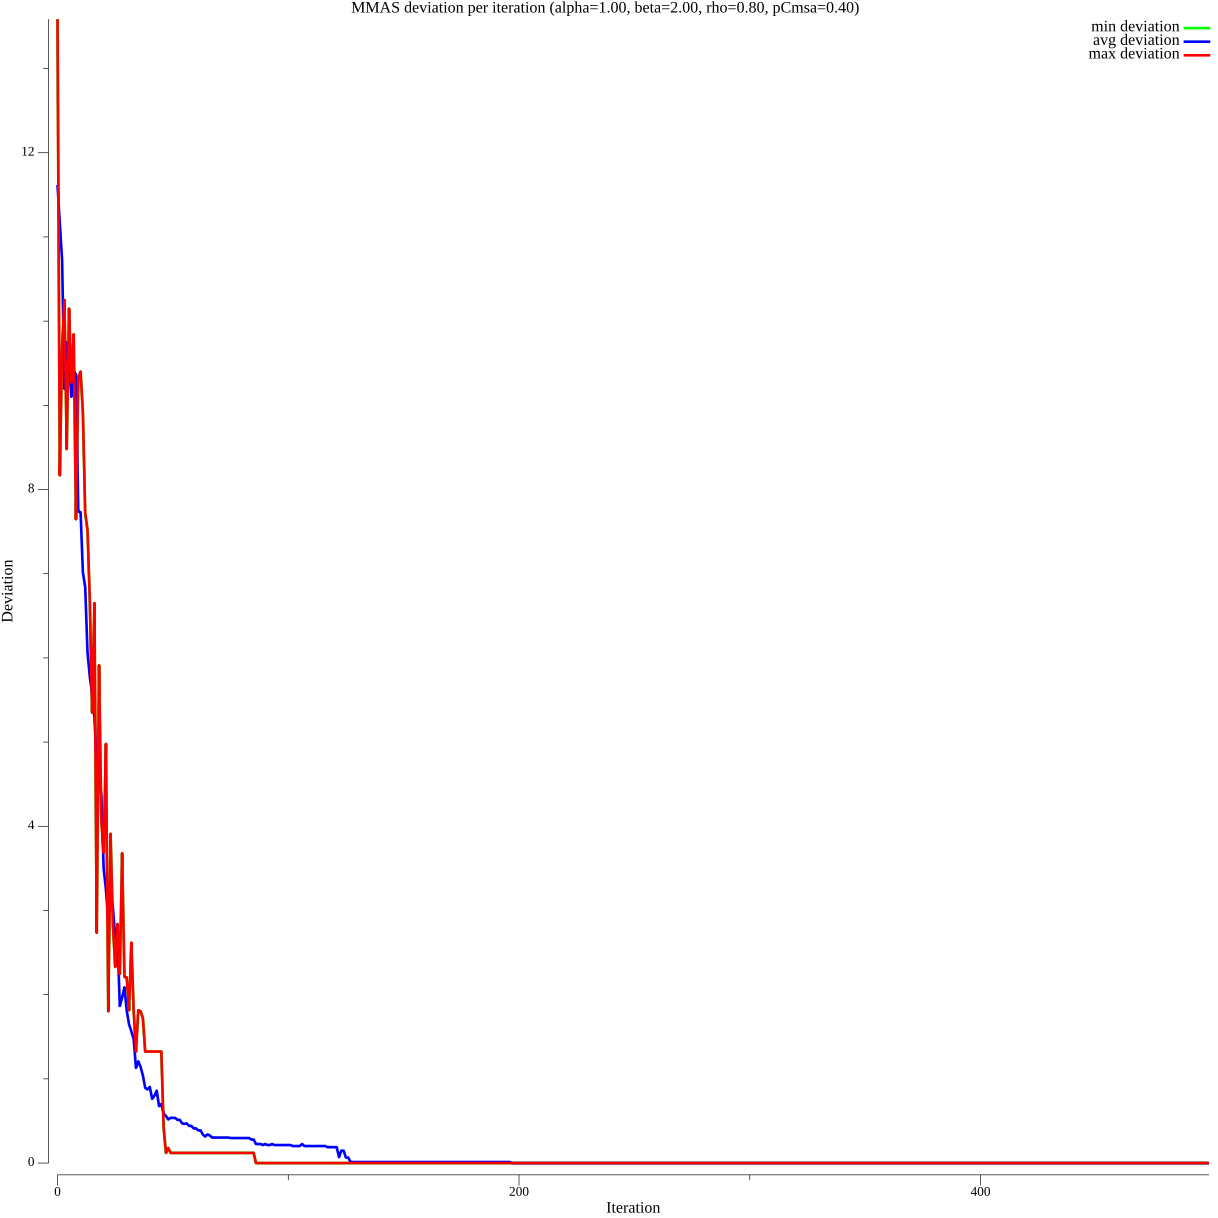 MMAS deviation per iteration (alpha=1.00, beta=2.00, rho=0.80, pCmsa=0.40)
min deviation
avg deviation
max deviation
12
8
4
0
Deviation
0 200 400
Iteration